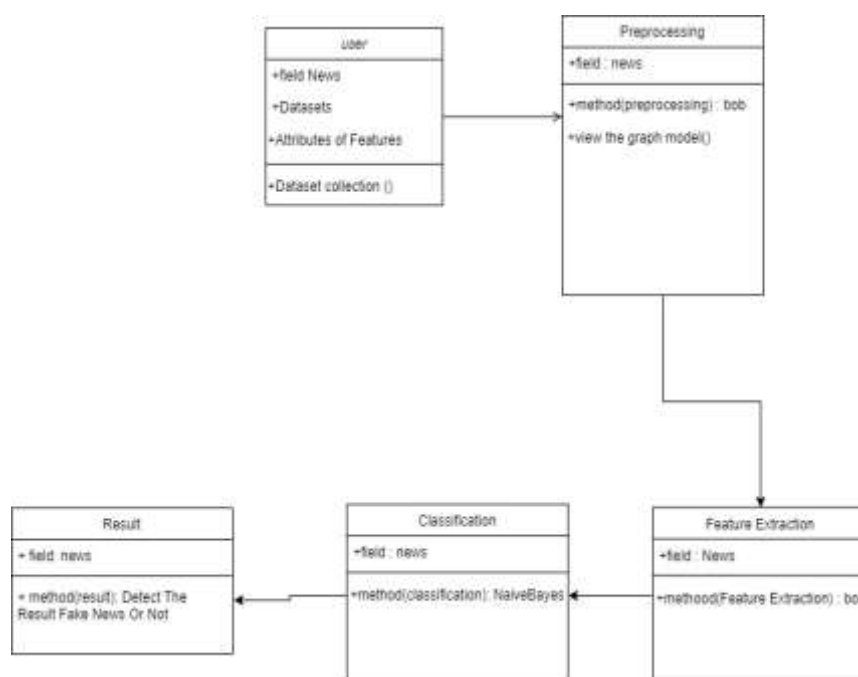 user
+field News
+Datasets
+Attributes of Features
+Dataset collection ()
Preprocessing
+field : news
+method(preprocessing) : bob
+view the graph model()
Feature Extraction
+field : News
+methood(Feature Extraction) : bob
Classification
+field : news
+method(classification): NaiveBayes
Result
+ field news
+ method(result): Detect The
Result Fake News Or Not